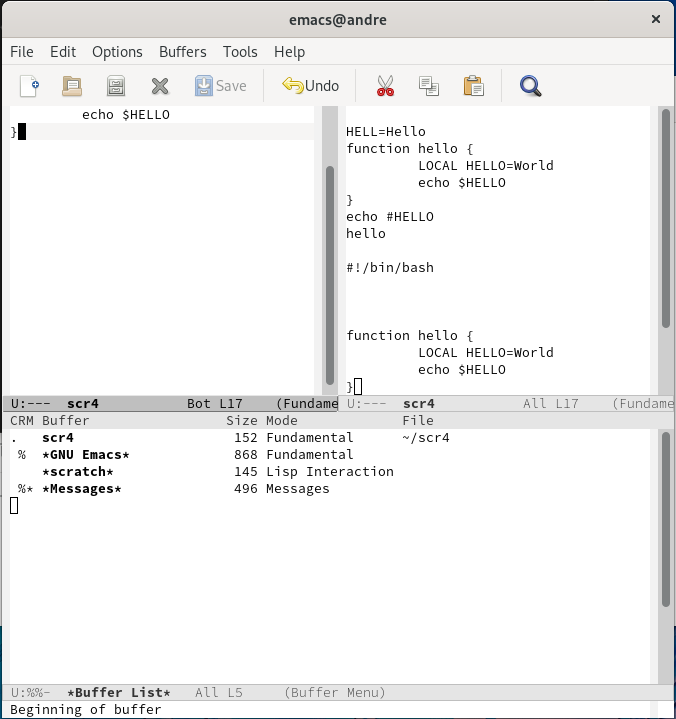 emacs@andre ×
File Edit Options Buffers Tools Help
Save Undo
echo $HELLO
}
U:--- scr4 Bot L17 (Fundame
HELL=Hello
function hello {
LOCAL HELLO=World
echo $HELLO
}
echo #HELLO
hello
#!/bin/bash
function hello {
LOCAL HELLO=World
echo $HELLO
}
U:--- scr4 All L17 (Fundame
CRM Buffer Size Mode File
. scr4 152 Fundamental ~/scr4
% *GNU Emacs* 868 Fundamental
*scratch* 145 Lisp Interaction
%* *Messages* 496 Messages
U:%%- *Buffer List* All L5 (Buffer Menu)
Beginning of buffer